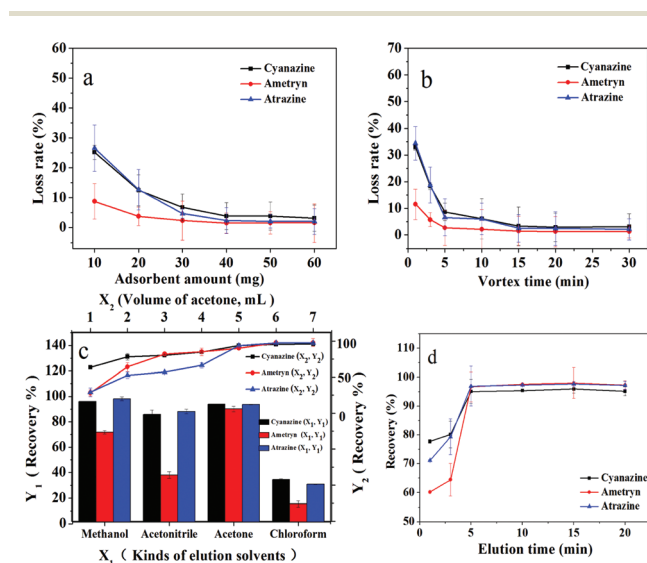 60
50
40
30
20
10
0
Loss rate (%)
a
Cyanazine
Ametryn
Atrazine
10 20 30 40 50 60
Adsorbent amount (mg)
70
60
50
40
30
20
10
0
Loss rate (%)
b
Cyanazine
Ametryn
Atrazine
0 5 10 15 20 25 30
Vortex time (min)
X2 (Volume of acetone, mL)
1 2 3 4 5 6 7
140
120
100
80
60
40
20
0
Y1 ( Recovery % )
c
Cyanazine (X2, Y2)
Ametryn (X2, Y2)
Atrazine (X2, Y2)
Cyanazine (X1, Y1)
Ametryn (X1, Y1)
Atrazine (X1, Y1)
100
50
0
Y2 ( Recovery % )
Methanol Acetonitrile Acetone Chloroform
X1 ( Kinds of elution solvents )
110
100
90
80
70
60
50
Recovery (%)
d
Cyanazine
Ametryn
Atrazine
0 5 10 15 20
Elution time (min)